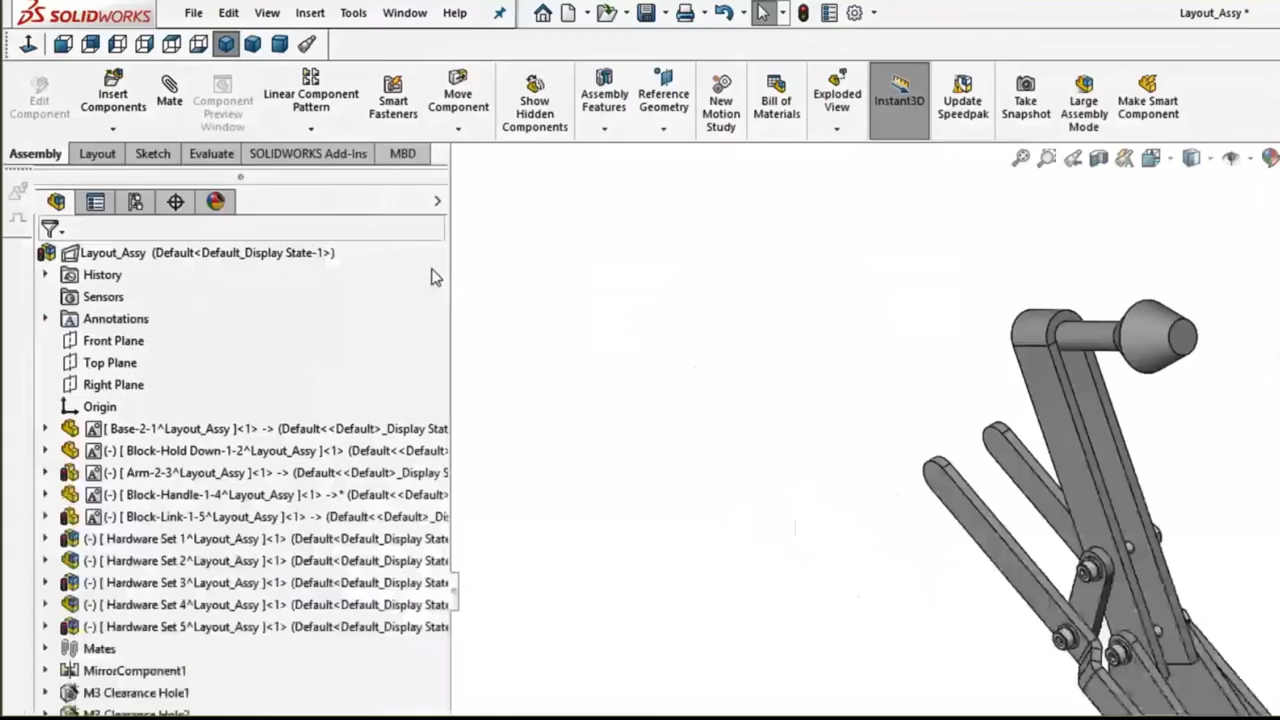 SOLIDWORKS File Edit View Insert Tools Window Help Layout_Assy *
Edit Component
Insert Components
Mate
Component Preview Window
Linear Component Pattern
Smart Fasteners
Move Component
Show Hidden Components
Assembly Features
Reference Geometry
New Motion Study
Bill of Materials
Exploded View
Instant3D
Update Speedpak
Take Snapshot
Large Assembly Mode
Make Smart Component
Assembly Layout Sketch Evaluate SOLIDWORKS Add-Ins MBD
Layout_Assy (Default<Default_Display State-1>)
History
Sensors
Annotations
Front Plane
Top Plane
Right Plane
Origin
[ Base-2-1^Layout_Assy ]<1> -> (Default<<Default>_Display Stat
(-) [ Block-Hold Down-1-2^Layout_Assy ]<1> (Default<<Default>
(-) [ Arm-2-3^Layout_Assy ]<1> -> (Default<<Default>_Display S
(-) [ Block-Handle-1-4^Layout_Assy ]<1> ->* (Default<<Default>
(-) [ Block-Link-1-5^Layout_Assy ]<1> -> (Default<<Default>_Di
(-) [ Hardware Set 1^Layout_Assy ]<1> (Default<Default_Display State
(-) [ Hardware Set 2^Layout_Assy ]<1> (Default<Default_Display State
(-) [ Hardware Set 3^Layout_Assy ]<1> (Default<Default_Display State
(-) [ Hardware Set 4^Layout_Assy ]<1> (Default<Default_Display State
(-) [ Hardware Set 5^Layout_Assy ]<1> (Default<Default_Display State
Mates
MirrorComponent1
M3 Clearance Hole1
M3 Clearance Hole2